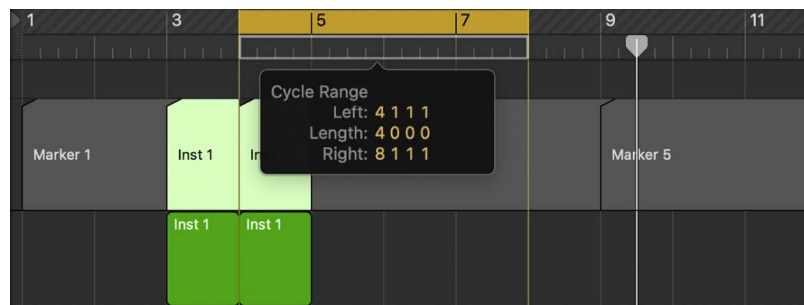 1 3 5 7 9 11
Cycle Range
Left: 4 1 1 1
Length: 4 0 0 0
Right: 8 1 1 1
Marker 1
Inst 1
Marker 5
Inst 1
Inst 1